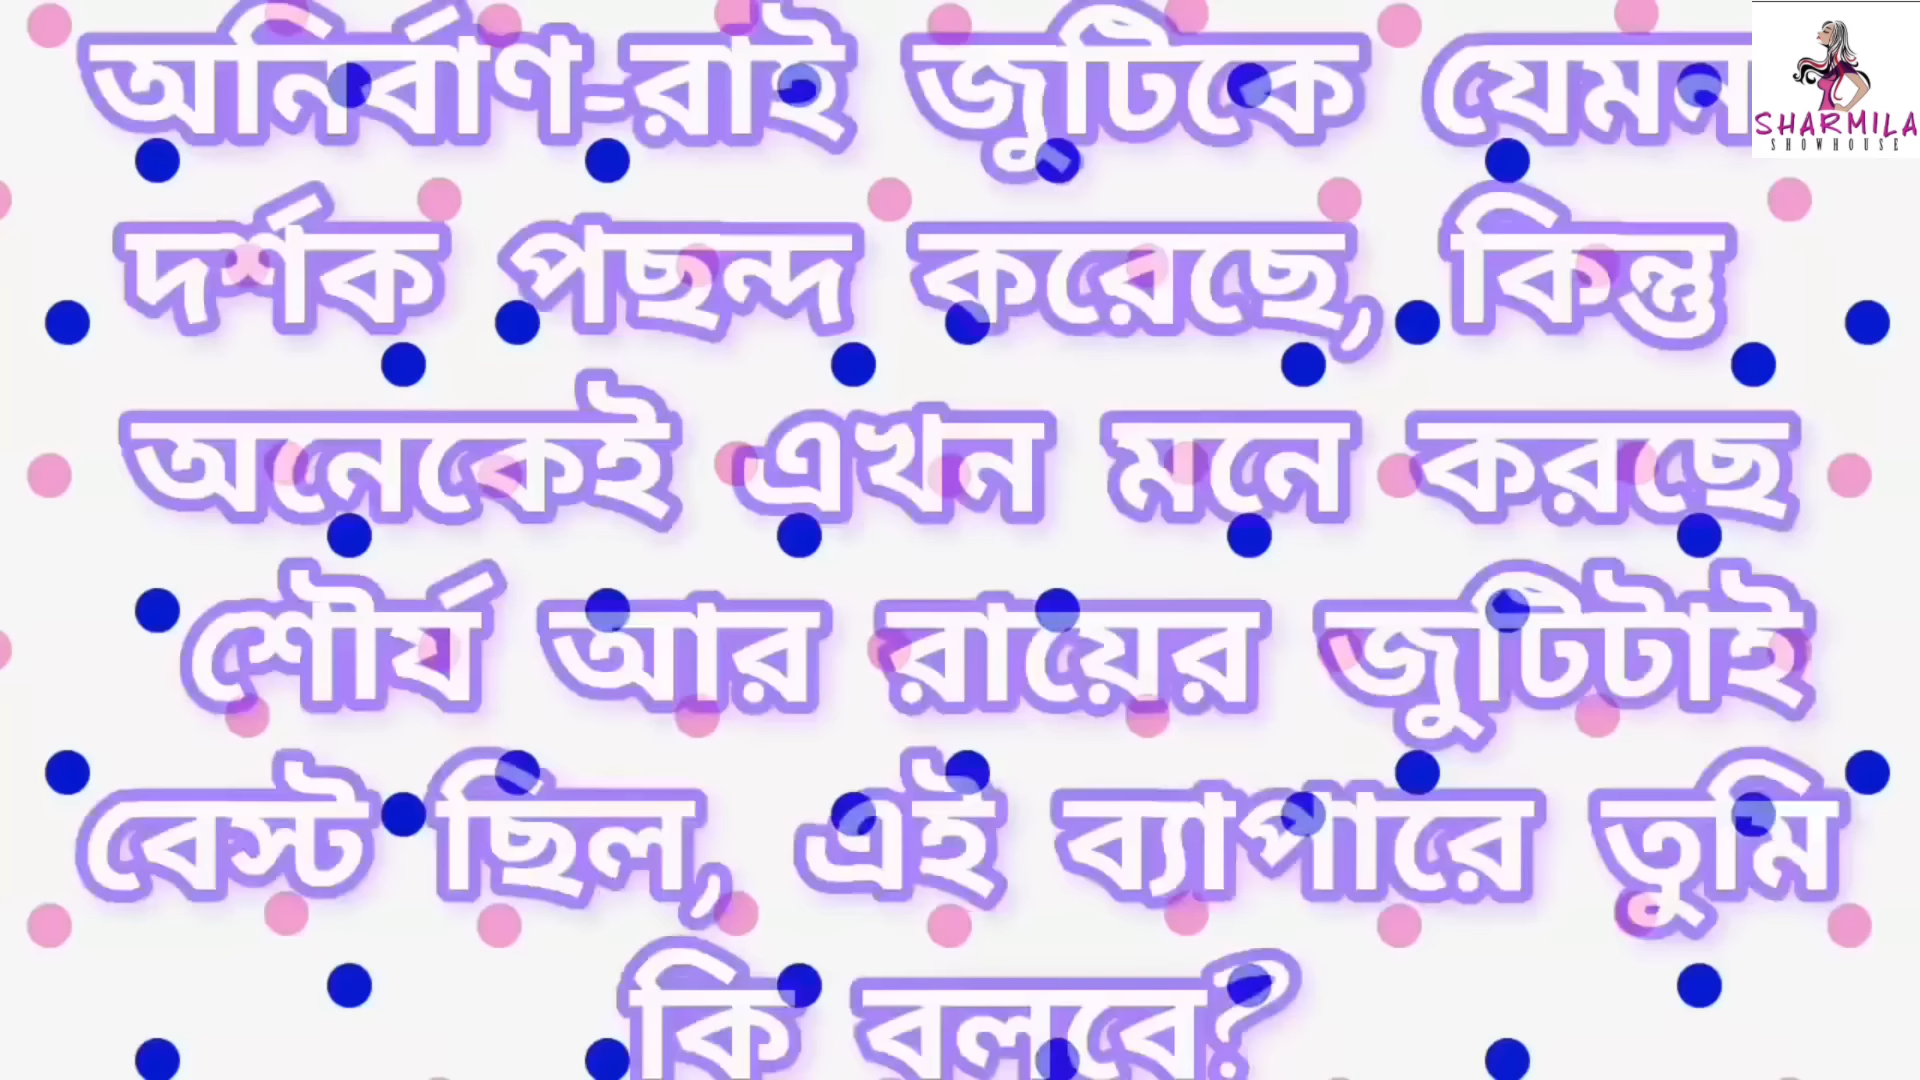 অনির্বাণ=রাই জুটিকে যেমন
SHARMILA
SHOWHOUSE
দর্শক পছন্দ করেছে, কিন্তু
অনেকেই এখন মনে করছে
শৌর্য আর রায়ের জুটিটাই
বেস্ট ছিল, এই ব্যাপারে তুমি
কি বলবে?